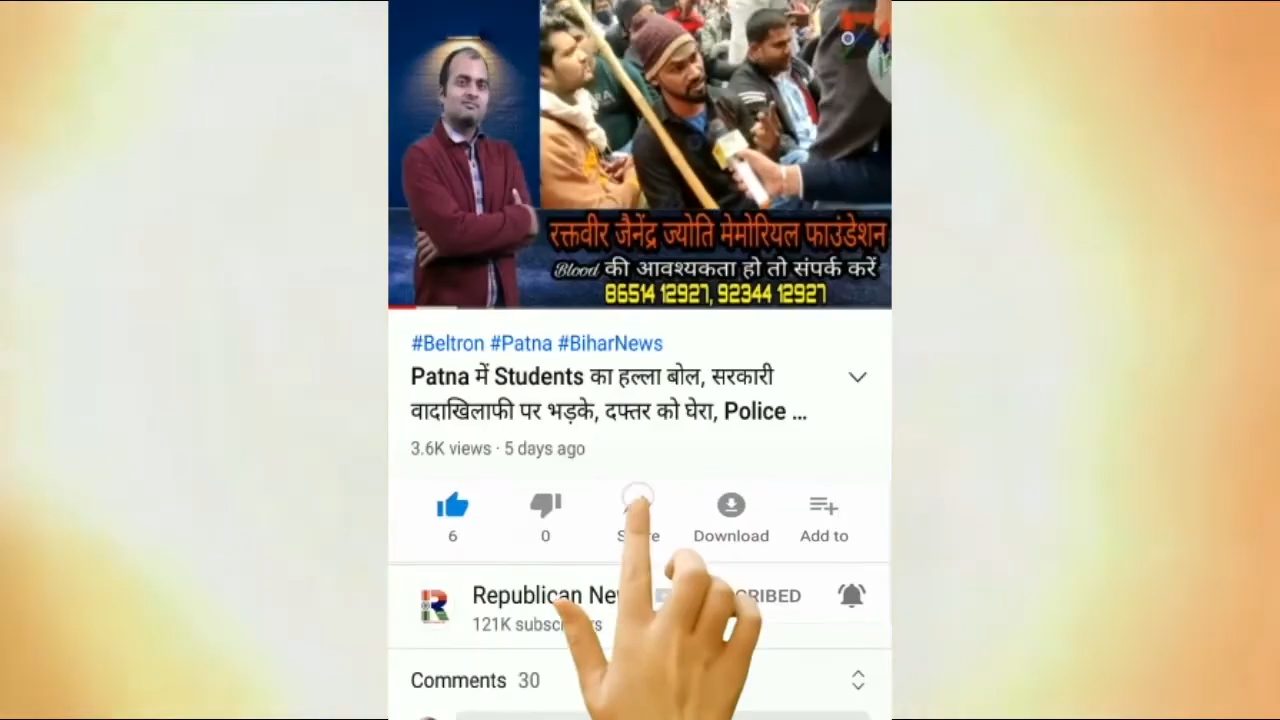 रक्तवीर जैनेंद्र ज्योति मेमोरियल फाउंडेशन
Blood की आवश्यकता हो तो संपर्क करें
86514 12927, 92344 12927
#Beltron #Patna #BiharNews
Patna में Students का हल्ला बोल, सरकारी
वादाखिलाफी पर भड़के, दफ्तर को घेरा, Police ...
3.6K views · 5 days ago
6
0
Download
Add to
Republican
121K
Comments 30